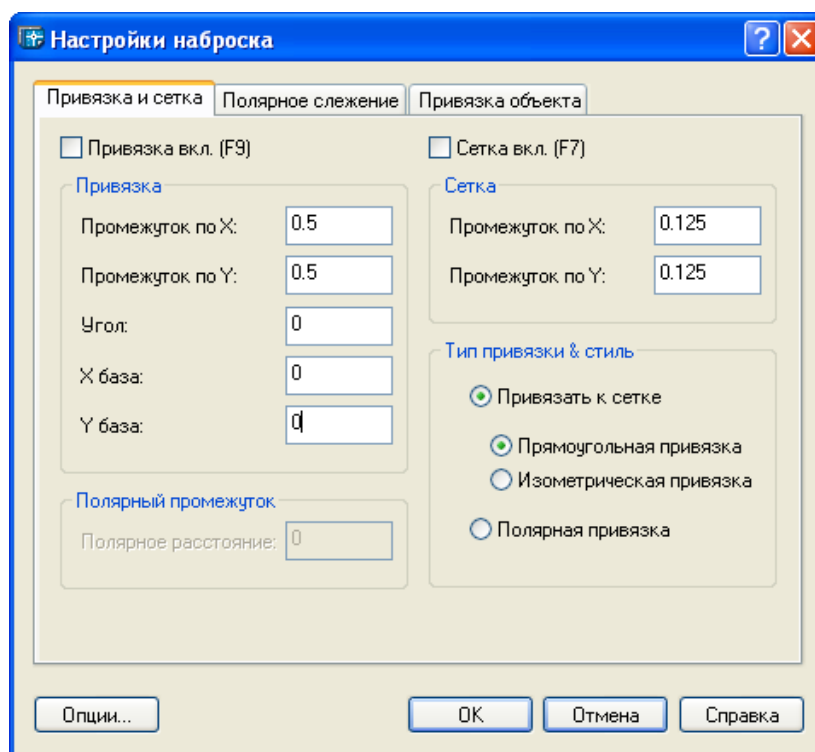 Настройки наброска
Привязка и сетка
Полярное слежение
Привязка объекта
Привязка вкл. (F9)
Привязка
Промежуток по X: 0.5
Промежуток по Y: 0.5
Угол: 0
X база: 0
Y база: 0
Полярный промежуток
Полярное расстояние: 0
Сетка вкл. (F7)
Сетка
Промежуток по X: 0.125
Промежуток по Y: 0.125
Тип привязки & стиль
Привязать к сетке
Прямоугольная привязка
Изометрическая привязка
Полярная привязка
Опции...
OK
Отмена
Справка